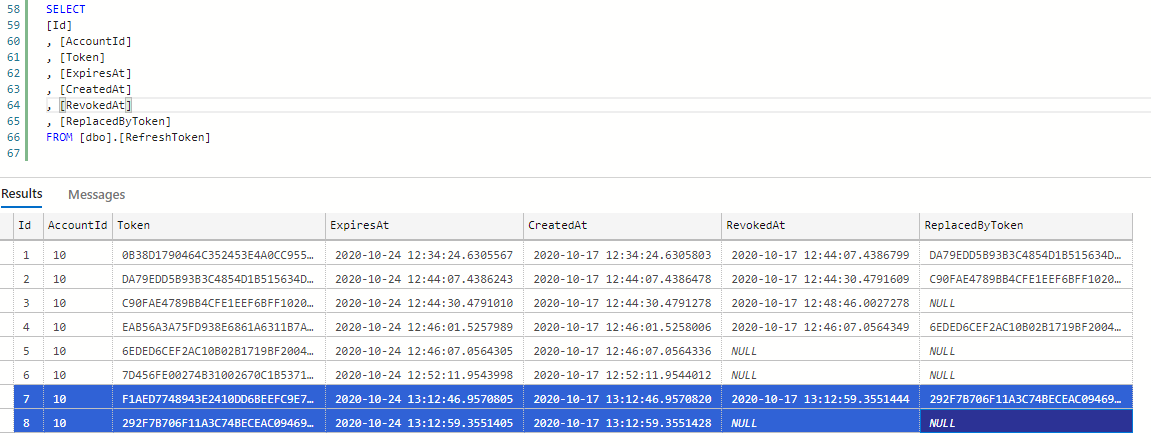 58 SELECT
59 [Id]
60 , [AccountId]
61 , [Token]
62 , [ExpiresAt]
63 , [CreatedAt]
64 , [RevokedAt]
65 , [ReplacedByToken]
66 FROM [dbo].[RefreshToken]
67
Results Messages
Id AccountId Token ExpiresAt CreatedAt RevokedAt ReplacedByToken
1 10 0B38D1790464C352453E4A0CC955… 2020-10-24 12:34:24.6305567 2020-10-17 12:34:24.6305803 2020-10-17 12:44:07.4386799 DA79EDD5B93B3C4854D1B515634D…
2 10 DA79EDD5B93B3C4854D1B515634D… 2020-10-24 12:44:07.4386243 2020-10-17 12:44:07.4386478 2020-10-17 12:44:30.4791609 C90FAE4789BB4CFE1EEF6BFF1020…
3 10 C90FAE4789BB4CFE1EEF6BFF1020… 2020-10-24 12:44:30.4791010 2020-10-17 12:44:30.4791278 2020-10-17 12:48:46.0027278 NULL
4 10 EAB56A3A75FD938E6861A6311B7A… 2020-10-24 12:46:01.5257989 2020-10-17 12:46:01.5258006 2020-10-17 12:46:07.0564349 6EDED6CEF2AC10B02B1719BF2004…
5 10 6EDED6CEF2AC10B02B1719BF2004… 2020-10-24 12:46:07.0564305 2020-10-17 12:46:07.0564336 NULL NULL
6 10 7D456FE00274B31002670C1B5371… 2020-10-24 12:52:11.9543998 2020-10-17 12:52:11.9544012 NULL NULL
7 10 F1AED7748943E2410DD6BEEFC9E7… 2020-10-24 13:12:46.9570805 2020-10-17 13:12:46.9570820 2020-10-17 13:12:59.3551444 292F7B706F11A3C74BECEAC09469…
8 10 292F7B706F11A3C74BECEAC09469… 2020-10-24 13:12:59.3551405 2020-10-17 13:12:59.3551428 NULL NULL